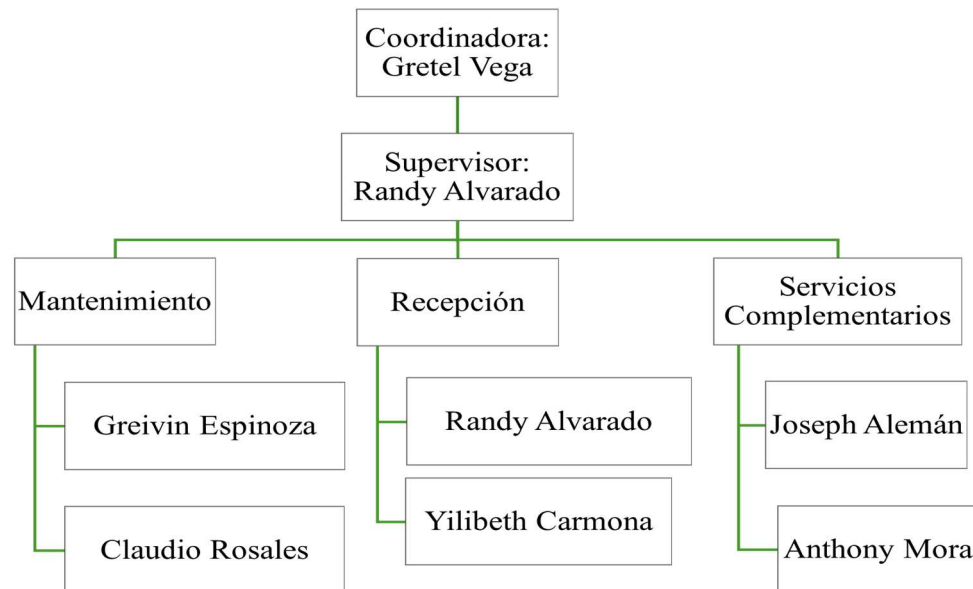 Coordinadora:
Gretel Vega
Supervisor:
Randy Alvarado
Mantenimiento
Recepción
Servicios
Complementarios
Greivin Espinoza
Randy Alvarado
Joseph Alemán
Claudio Rosales
Yilibeth Carmona
Anthony Mora